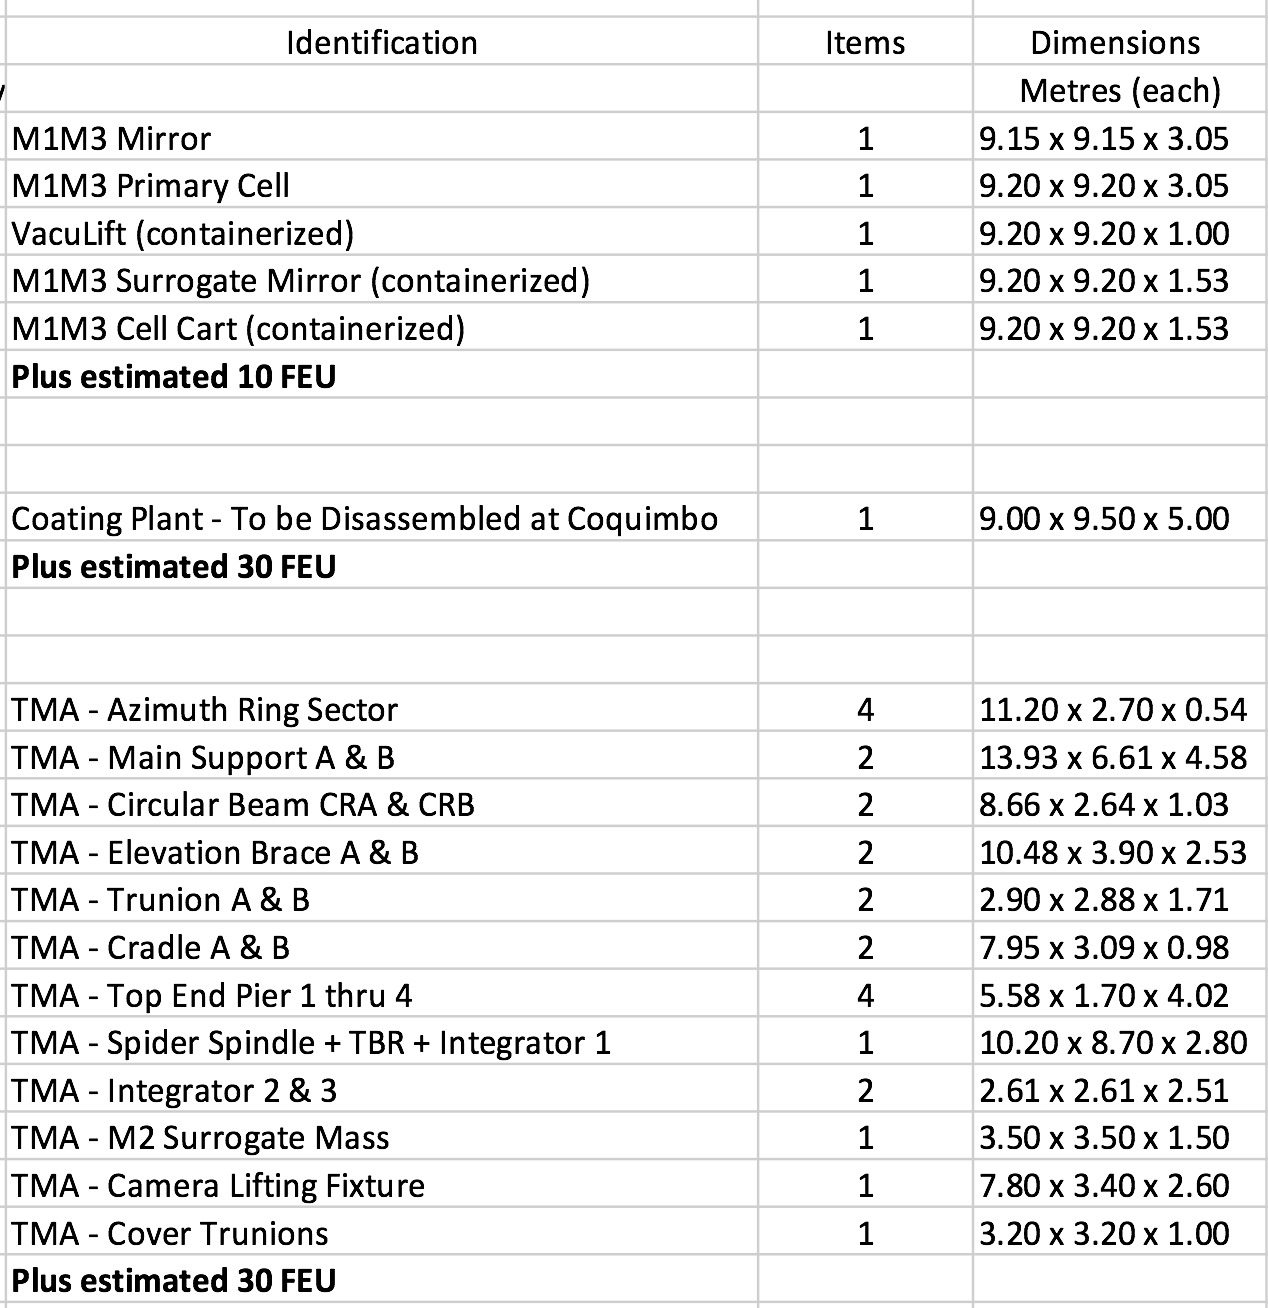 Identification Items Dimensions
Metres (each)
M1M3 Mirror 1 9.15 x 9.15 x 3.05
M1M3 Primary Cell 1 9.20 x 9.20 x 3.05
VacuLift (containerized) 1 9.20 x 9.20 x 1.00
M1M3 Surrogate Mirror (containerized) 1 9.20 x 9.20 x 1.53
M1M3 Cell Cart (containerized) 1 9.20 x 9.20 x 1.53
Plus estimated 10 FEU
Coating Plant - To be Disassembled at Coquimbo 1 9.00 x 9.50 x 5.00
Plus estimated 30 FEU
TMA - Azimuth Ring Sector 4 11.20 x 2.70 x 0.54
TMA - Main Support A & B 2 13.93 x 6.61 x 4.58
TMA - Circular Beam CRA & CRB 2 8.66 x 2.64 x 1.03
TMA - Elevation Brace A & B 2 10.48 x 3.90 x 2.53
TMA - Trunion A & B 2 2.90 x 2.88 x 1.71
TMA - Cradle A & B 2 7.95 x 3.09 x 0.98
TMA - Top End Pier 1 thru 4 4 5.58 x 1.70 x 4.02
TMA - Spider Spindle + TBR + Integrator 1 1 10.20 x 8.70 x 2.80
TMA - Integrator 2 & 3 2 2.61 x 2.61 x 2.51
TMA - M2 Surrogate Mass 1 3.50 x 3.50 x 1.50
TMA - Camera Lifting Fixture 1 7.80 x 3.40 x 2.60
TMA - Cover Trunions 1 3.20 x 3.20 x 1.00
Plus estimated 30 FEU